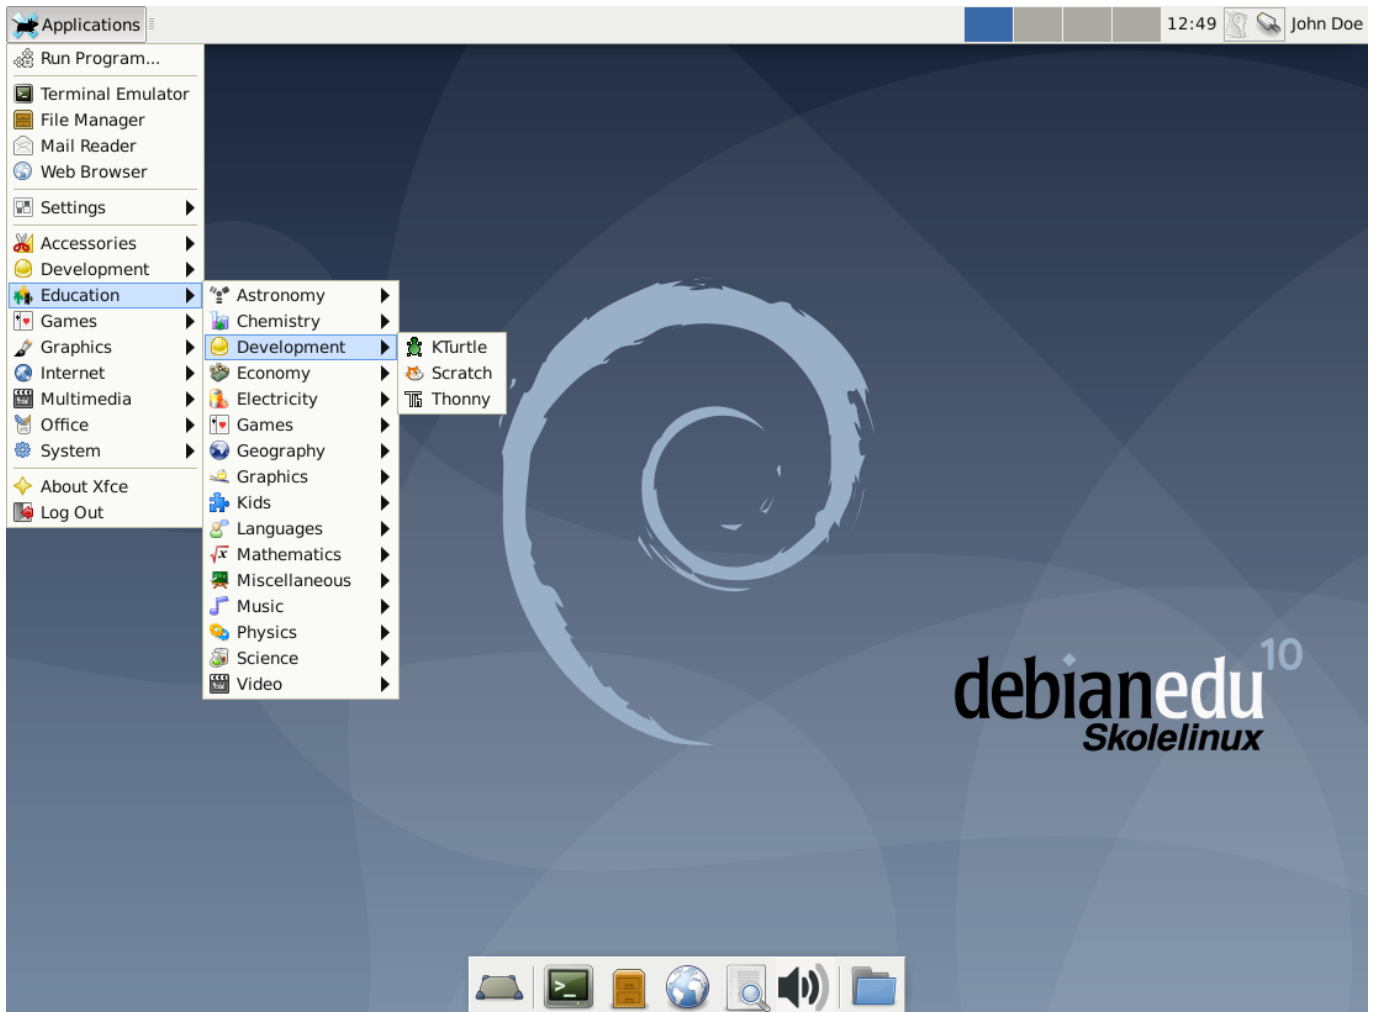 Applications
12:49
John Doe
Run Program...
Terminal Emulator
File Manager
Mail Reader
Web Browser
Settings
Accessories
Development
Education
Games
Graphics
Internet
Multimedia
Office
System
About Xfce
Log Out
Astronomy
Chemistry
Development
Economy
Electricity
Games
Geography
Graphics
Kids
Languages
Mathematics
Miscellaneous
Music
Physics
Science
Video
KTurtle
Scratch
Thonny
debianedu 10
Skolelinux